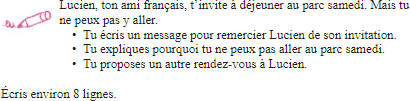 Lucien, ton ami français, t'invite à déjeuner au parc samedi. Mais tu
ne peux pas y aller.
• Tu écris un message pour remercier Lucien de son invitation.
• Tu expliques pourquoi tu ne peux pas aller au parc samedi.
• Tu proposes un autre rendez-vous à Lucien.
Écris environ 8 lignes.